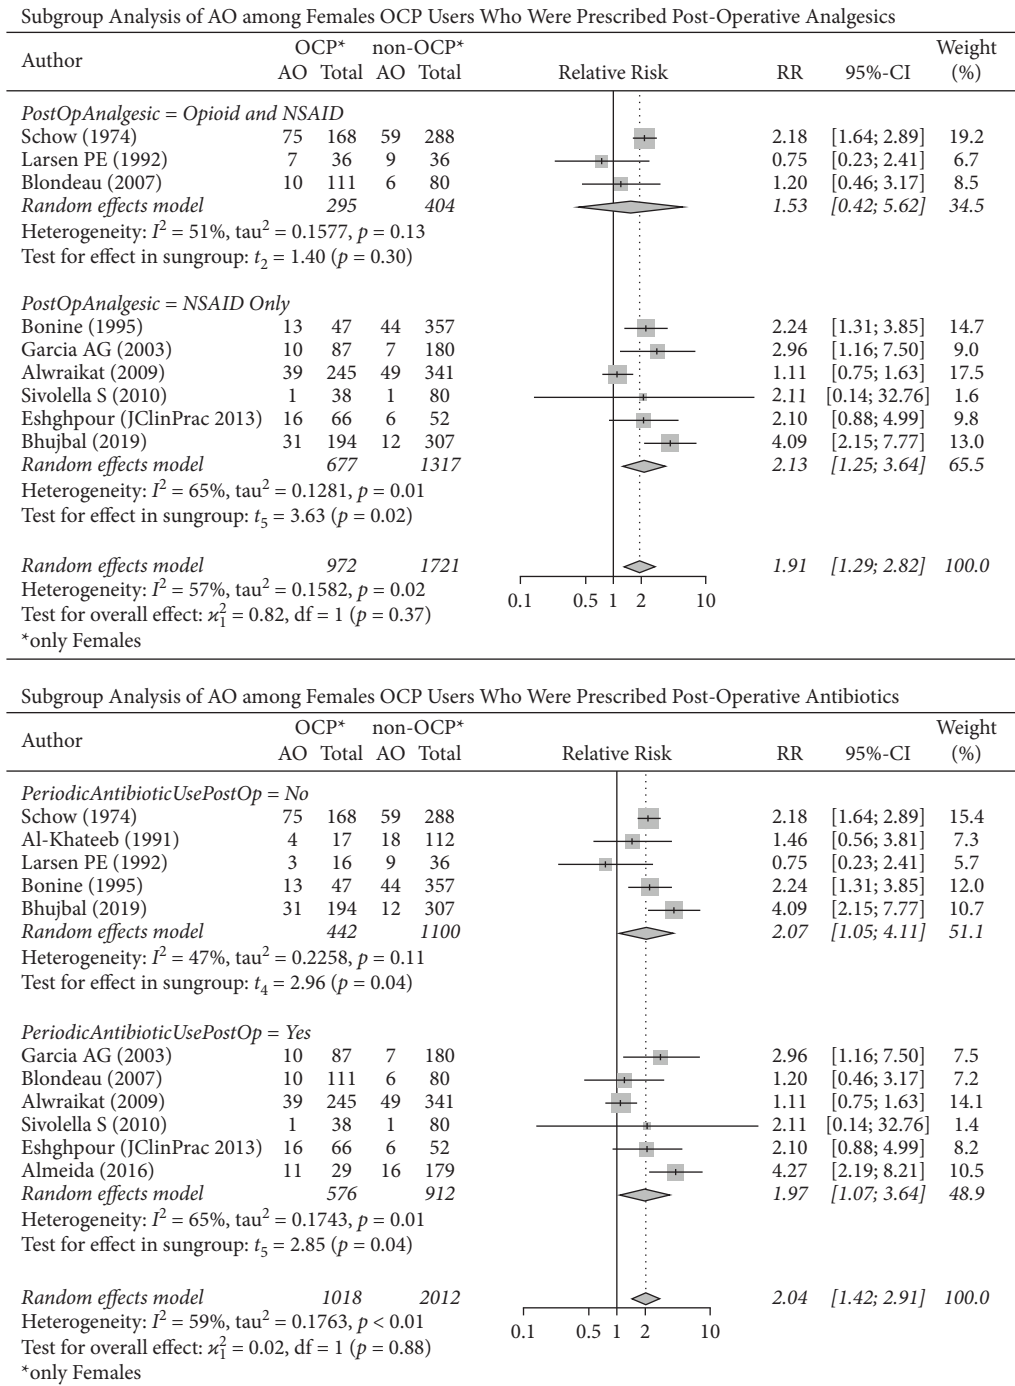 Subgroup Analysis of AO among Females OCP Users Who Were Prescribed Post-Operative Analgesics
Author OCP* non-OCP* Weight
AO Total AO Total Relative Risk RR 95%-CI (%)
PostOpAnalgesic = Opioid and NSAID
Schow (1974) 75 168 59 288 2.18 [1.64; 2.89] 19.2
Larsen PE (1992) 7 36 9 36 0.75 [0.23; 2.41] 6.7
Blondeau (2007) 10 111 6 80 1.20 [0.46; 3.17] 8.5
Random effects model 295 404 1.53 [0.42; 5.62] 34.5
Heterogeneity: I² = 51%, tau² = 0.1577, p = 0.13
Test for effect in sungroup: t₂ = 1.40 (p = 0.30)
PostOpAnalgesic = NSAID Only
Bonine (1995) 13 47 44 357 2.24 [1.31; 3.85] 14.7
Garcia AG (2003) 10 87 7 180 2.96 [1.16; 7.50] 9.0
Alwraikat (2009) 39 245 49 341 1.11 [0.75; 1.63] 17.5
Sivolella S (2010) 1 38 1 80 2.11 [0.14; 32.76] 1.6
Eshghpour (JClinPrac 2013) 16 66 6 52 2.10 [0.88; 4.99] 9.8
Bhujbal (2019) 31 194 12 307 4.09 [2.15; 7.77] 13.0
Random effects model 677 1317 2.13 [1.25; 3.64] 65.5
Heterogeneity: I² = 65%, tau² = 0.1281, p = 0.01
Test for effect in sungroup: t₅ = 3.63 (p = 0.02)
Random effects model 972 1721 1.91 [1.29; 2.82] 100.0
Heterogeneity: I² = 57%, tau² = 0.1582, p = 0.02
0.1 0.5 1 2 10
Test for overall effect: ϰ₁² = 0.82, df = 1 (p = 0.37)
*only Females
Subgroup Analysis of AO among Females OCP Users Who Were Prescribed Post-Operative Antibiotics
Author OCP* non-OCP* Weight
AO Total AO Total Relative Risk RR 95%-CI (%)
PeriodicAntibioticUsePostOp = No
Schow (1974) 75 168 59 288 2.18 [1.64; 2.89] 15.4
Al-Khateeb (1991) 4 17 18 112 1.46 [0.56; 3.81] 7.3
Larsen PE (1992) 3 16 9 36 0.75 [0.23; 2.41] 5.7
Bonine (1995) 13 47 44 357 2.24 [1.31; 3.85] 12.0
Bhujbal (2019) 31 194 12 307 4.09 [2.15; 7.77] 10.7
Random effects model 442 1100 2.07 [1.05; 4.11] 51.1
Heterogeneity: I² = 47%, tau² = 0.2258, p = 0.11
Test for effect in sungroup: t₄ = 2.96 (p = 0.04)
PeriodicAntibioticUsePostOp = Yes
Garcia AG (2003) 10 87 7 180 2.96 [1.16; 7.50] 7.5
Blondeau (2007) 10 111 6 80 1.20 [0.46; 3.17] 7.2
Alwraikat (2009) 39 245 49 341 1.11 [0.75; 1.63] 14.1
Sivolella S (2010) 1 38 1 80 2.11 [0.14; 32.76] 1.4
Eshghpour (JClinPrac 2013) 16 66 6 52 2.10 [0.88; 4.99] 8.2
Almeida (2016) 11 29 16 179 4.27 [2.19; 8.21] 10.5
Random effects model 576 912 1.97 [1.07; 3.64] 48.9
Heterogeneity: I² = 65%, tau² = 0.1743, p = 0.01
Test for effect in sungroup: t₅ = 2.85 (p = 0.04)
Random effects model 1018 2012 2.04 [1.42; 2.91] 100.0
Heterogeneity: I² = 59%, tau² = 0.1763, p < 0.01
0.1 0.5 1 2 10
Test for overall effect: ϰ₁² = 0.02, df = 1 (p = 0.88)
*only Females